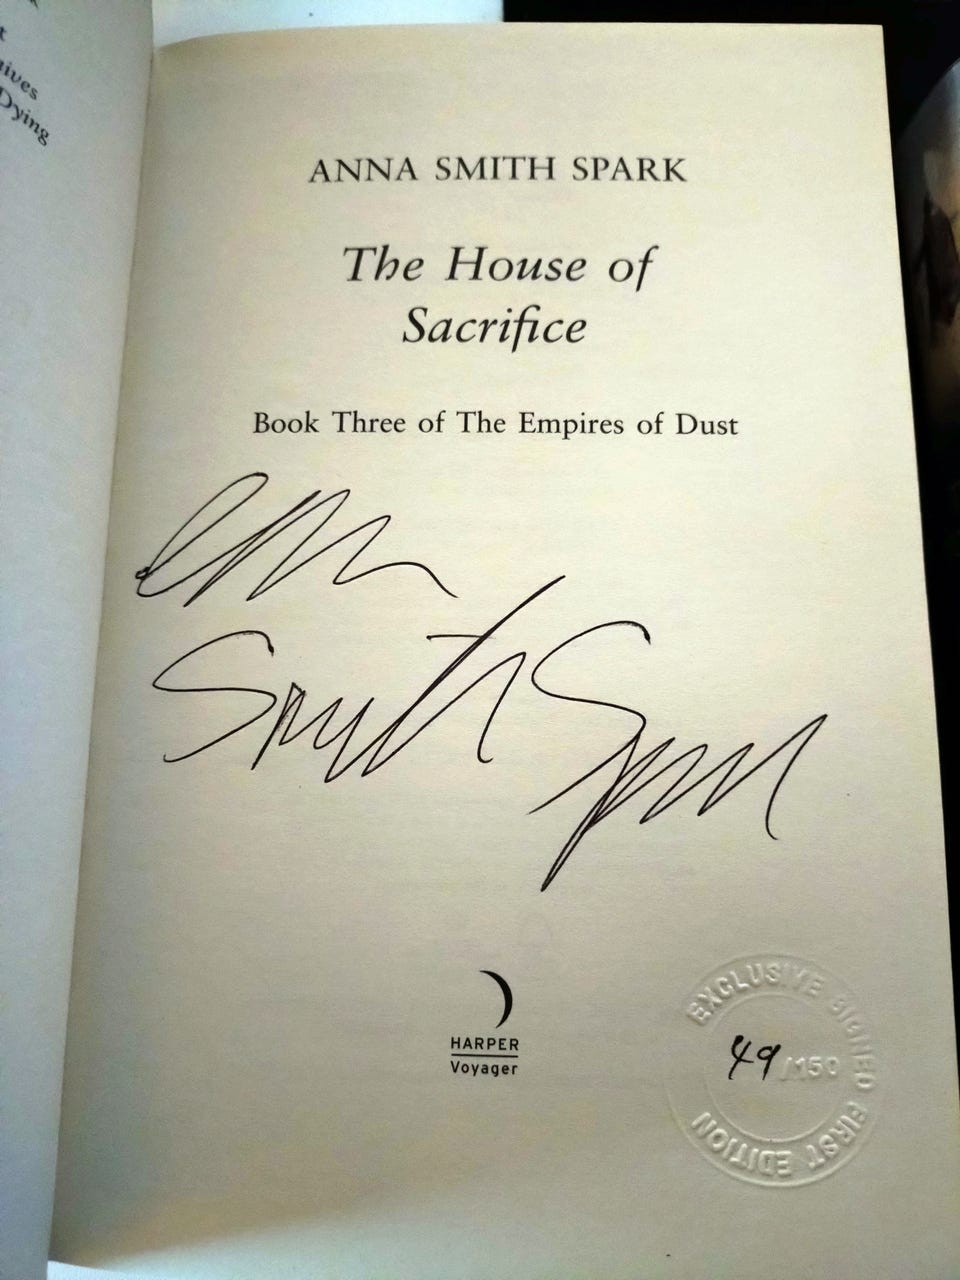 t
Dying
ANNA SMITH SPARK
The House of
Sacrifice
Book Three of The Empires of Dust
Anna
Smith Spark
HARPER
Voyager
EXCLUSIVE SIGNED FIRST EDITION
49/150